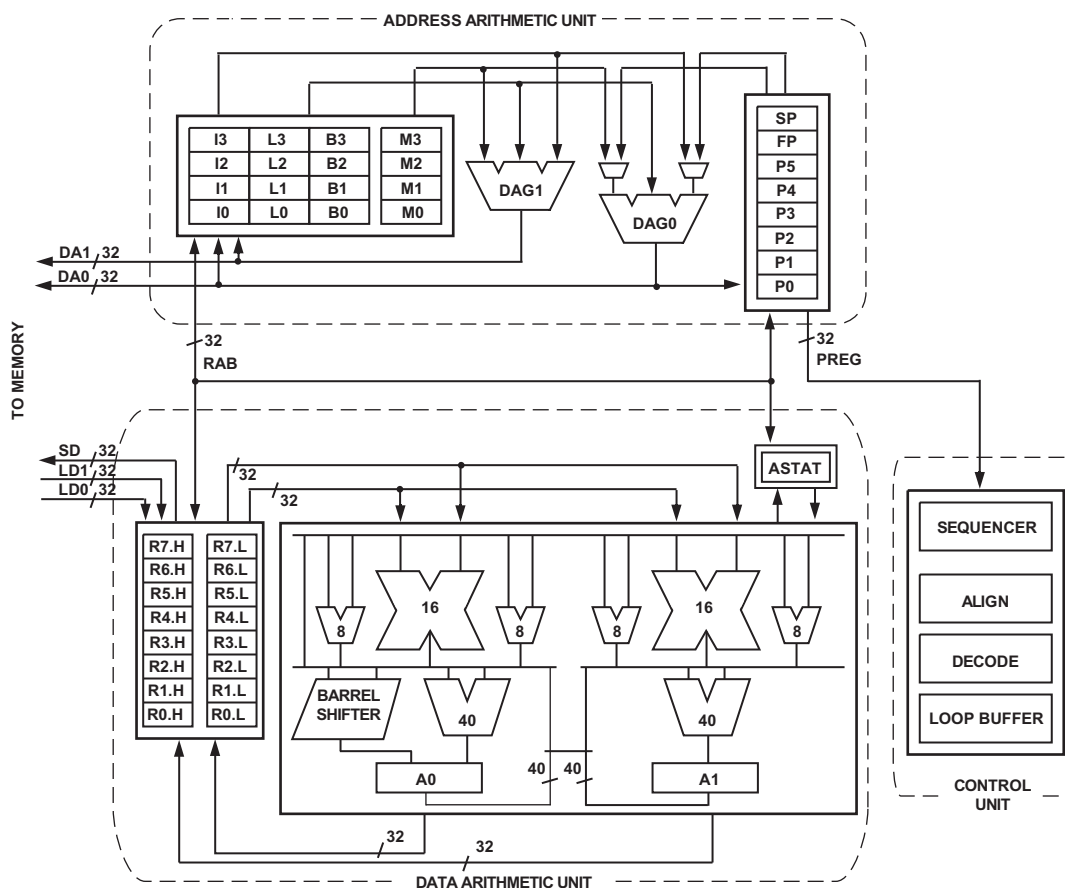 ADDRESS ARITHMETIC UNIT
I3 L3 B3 M3
I2 L2 B2 M2
I1 L1 B1 M1
I0 L0 B0 M0
DAG1
DAG0
SP
FP
P5
P4
P3
P2
P1
P0
DA1 32
DA0 32
TO MEMORY
32
RAB
32
PREG
SD 32
LD1 32
LD0 32
32
32
ASTAT
R7.H R7.L
R6.H R6.L
R5.H R5.L
R4.H R4.L
R3.H R3.L
R2.H R2.L
R1.H R1.L
R0.H R0.L
16 16
8 8 8 8
BARREL
SHIFTER
40 40
A0 40 40 A1
32
32
DATA ARITHMETIC UNIT
SEQUENCER
ALIGN
DECODE
LOOP BUFFER
CONTROL
UNIT